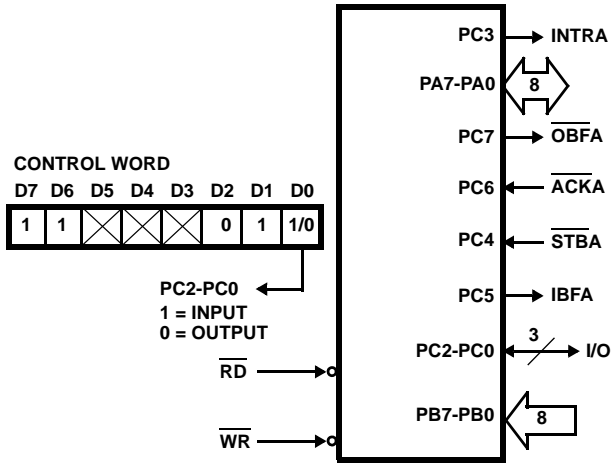 PC3 INTRA
PA7-PA0 8
PC7 OBFA
CONTROL WORD
D7 D6 D5 D4 D3 D2 D1 D0
1 1 0 1 1/0
PC6 ACKA
PC4 STBA
PC2-PC0
1 = INPUT
0 = OUTPUT
PC5 IBFA
PC2-PC0 3 I/O
RD
PB7-PB0 8
WR